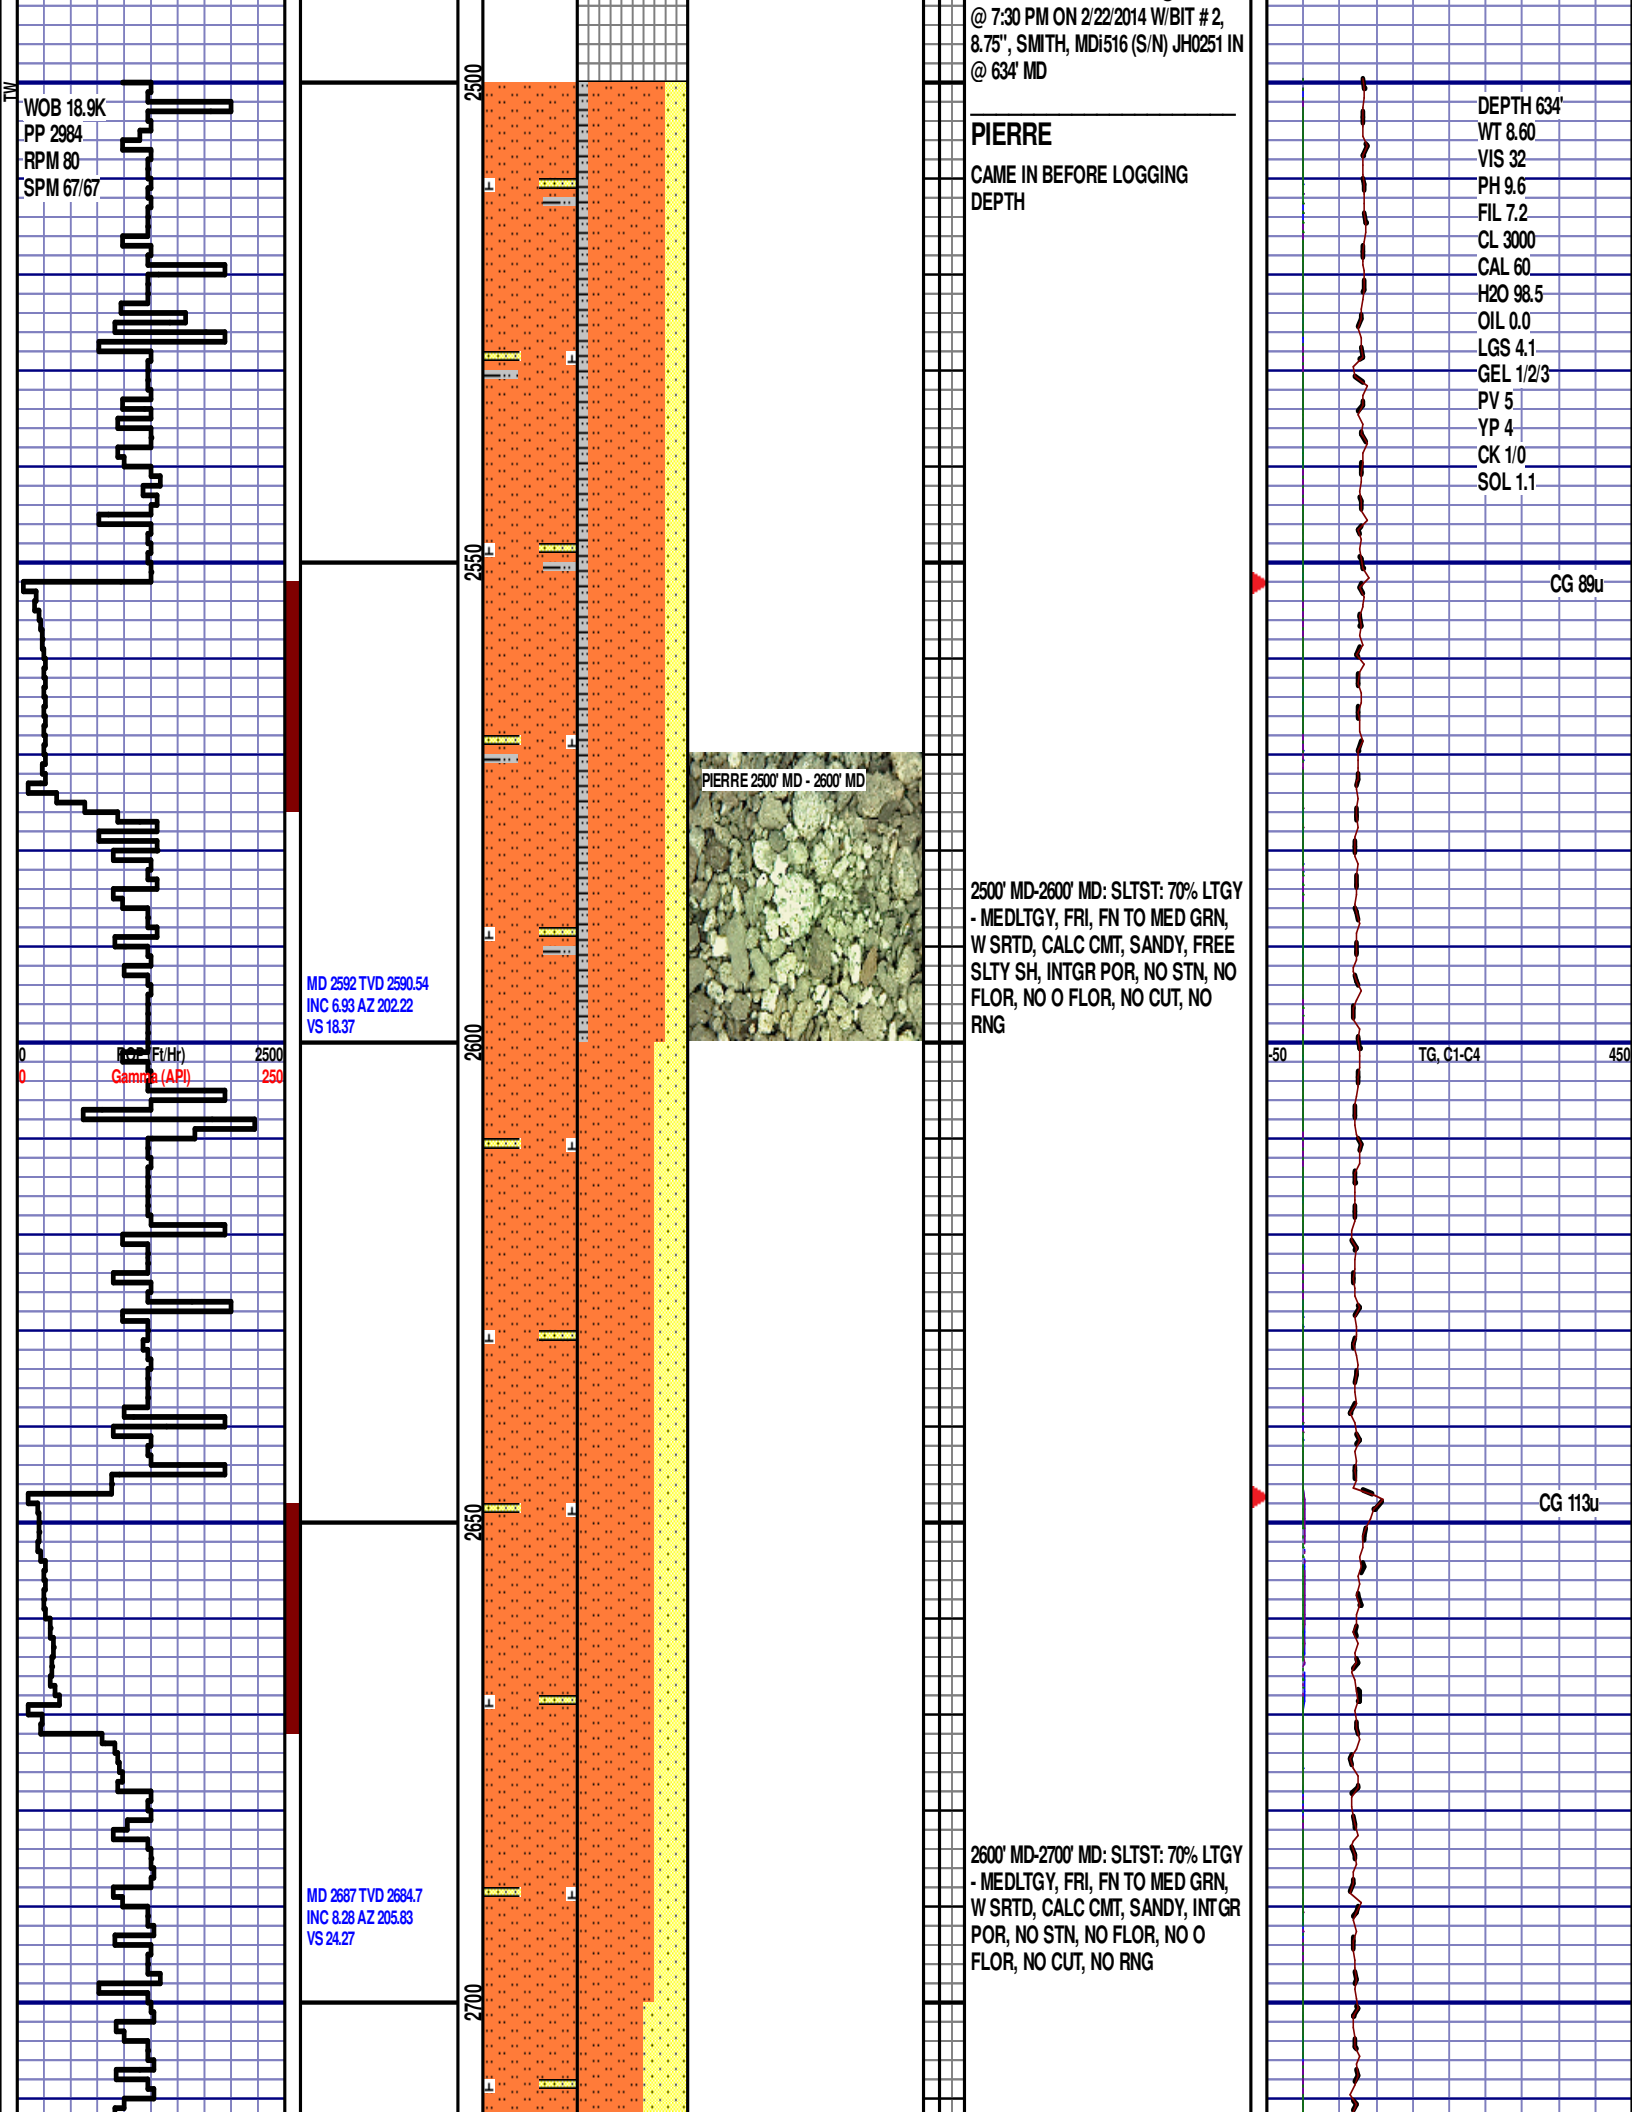 @ 7:30 PM ON 2/22/2014 W/BIT # 2,
8.75", SMITH, MDi516 (S/N) JH0251 IN
@ 634' MD
TW
WOB 18.9K
PP 2984
RPM 80
SPM 67/67
2500
PIERRE
CAME IN BEFORE LOGGING
DEPTH
DEPTH 634'
WT 8.60
VIS 32
PH 9.6
FIL 7.2
CL 3000
CAL 60
H2O 98.5
OIL 0.0
LGS 4.1
GEL 1/2/3
PV 5
YP 4
CK 1/0
SOL 1.1
2550
CG 89u
PIERRE 2500' MD - 2600' MD
2500' MD-2600' MD: SLTST: 70% LTGY
- MEDLTGY, FRI, FN TO MED GRN,
W SRTD, CALC CMT, SANDY, FREE
SLTY SH, INTGR POR, NO STN, NO
FLOR, NO O FLOR, NO CUT, NO
RNG
MD 2592 TVD 2590.54
INC 6.93 AZ 202.22
VS 18.37
2600
0 ROP (Ft/Hr) 2500
0 Gamma (API) 250
-50 TG, C1-C4 450
2650
CG 113u
2600' MD-2700' MD: SLTST: 70% LTGY
- MEDLTGY, FRI, FN TO MED GRN,
W SRTD, CALC CMT, SANDY, INTGR
POR, NO STN, NO FLOR, NO O
FLOR, NO CUT, NO RNG
MD 2687 TVD 2684.7
INC 8.28 AZ 205.83
VS 24.27
2700